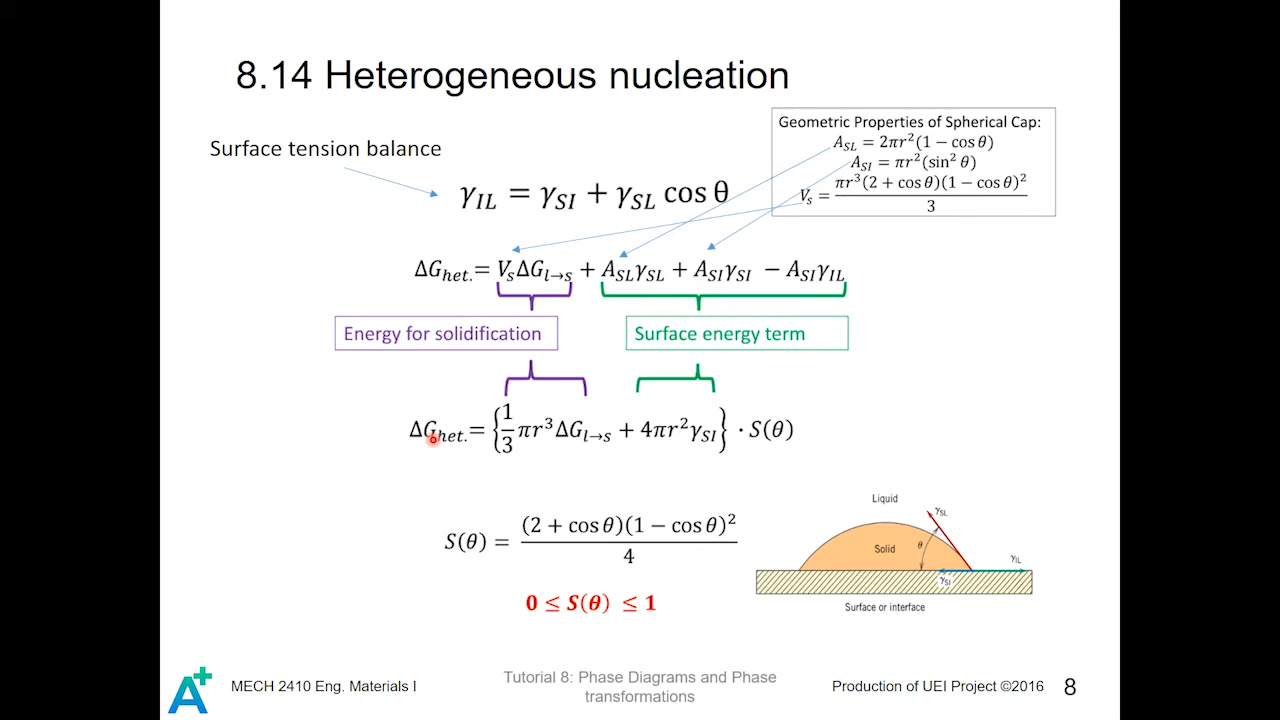 8.14 Heterogeneous nucleation
Geometric Properties of Spherical Cap:
A_SL = 2πr²(1 − cos θ)
A_SI = πr²(sin² θ)
V_s = πr³(2 + cos θ)(1 − cos θ)² / 3
Surface tension balance
γ_IL = γ_SI + γ_SL cos θ
ΔG_het. = V_s ΔG_l→s + A_SL γ_SL + A_SI γ_SI − A_SI γ_IL
Energy for solidification
Surface energy term
ΔG_het. = {1/3 πr³ ΔG_l→s + 4πr² γ_SI} · S(θ)
S(θ) = (2 + cos θ)(1 − cos θ)² / 4
0 ≤ S(θ) ≤ 1
Liquid
γ_SL
Solid
θ
γ_IL
γ_SI
Surface or interface
A+
MECH 2410 Eng. Materials I
Tutorial 8: Phase Diagrams and Phase
transformations
Production of UEI Project ©2016
8